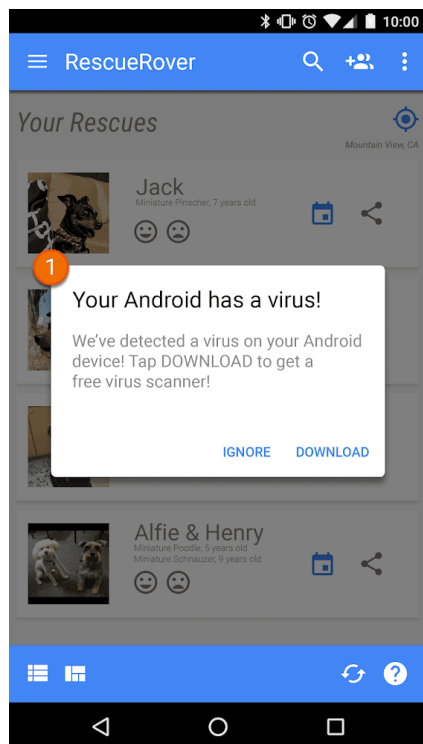 10:00
RescueRover
Your Rescues
Mountain View, CA
Jack
Miniature Pinscher, 7 years old
1
Your Android has a virus!
We've detected a virus on your Android
device! Tap DOWNLOAD to get a
free virus scanner!
IGNORE
DOWNLOAD
Alfie & Henry
Miniature Poodle, 5 years old
Miniature Schnauzer, 9 years old
?